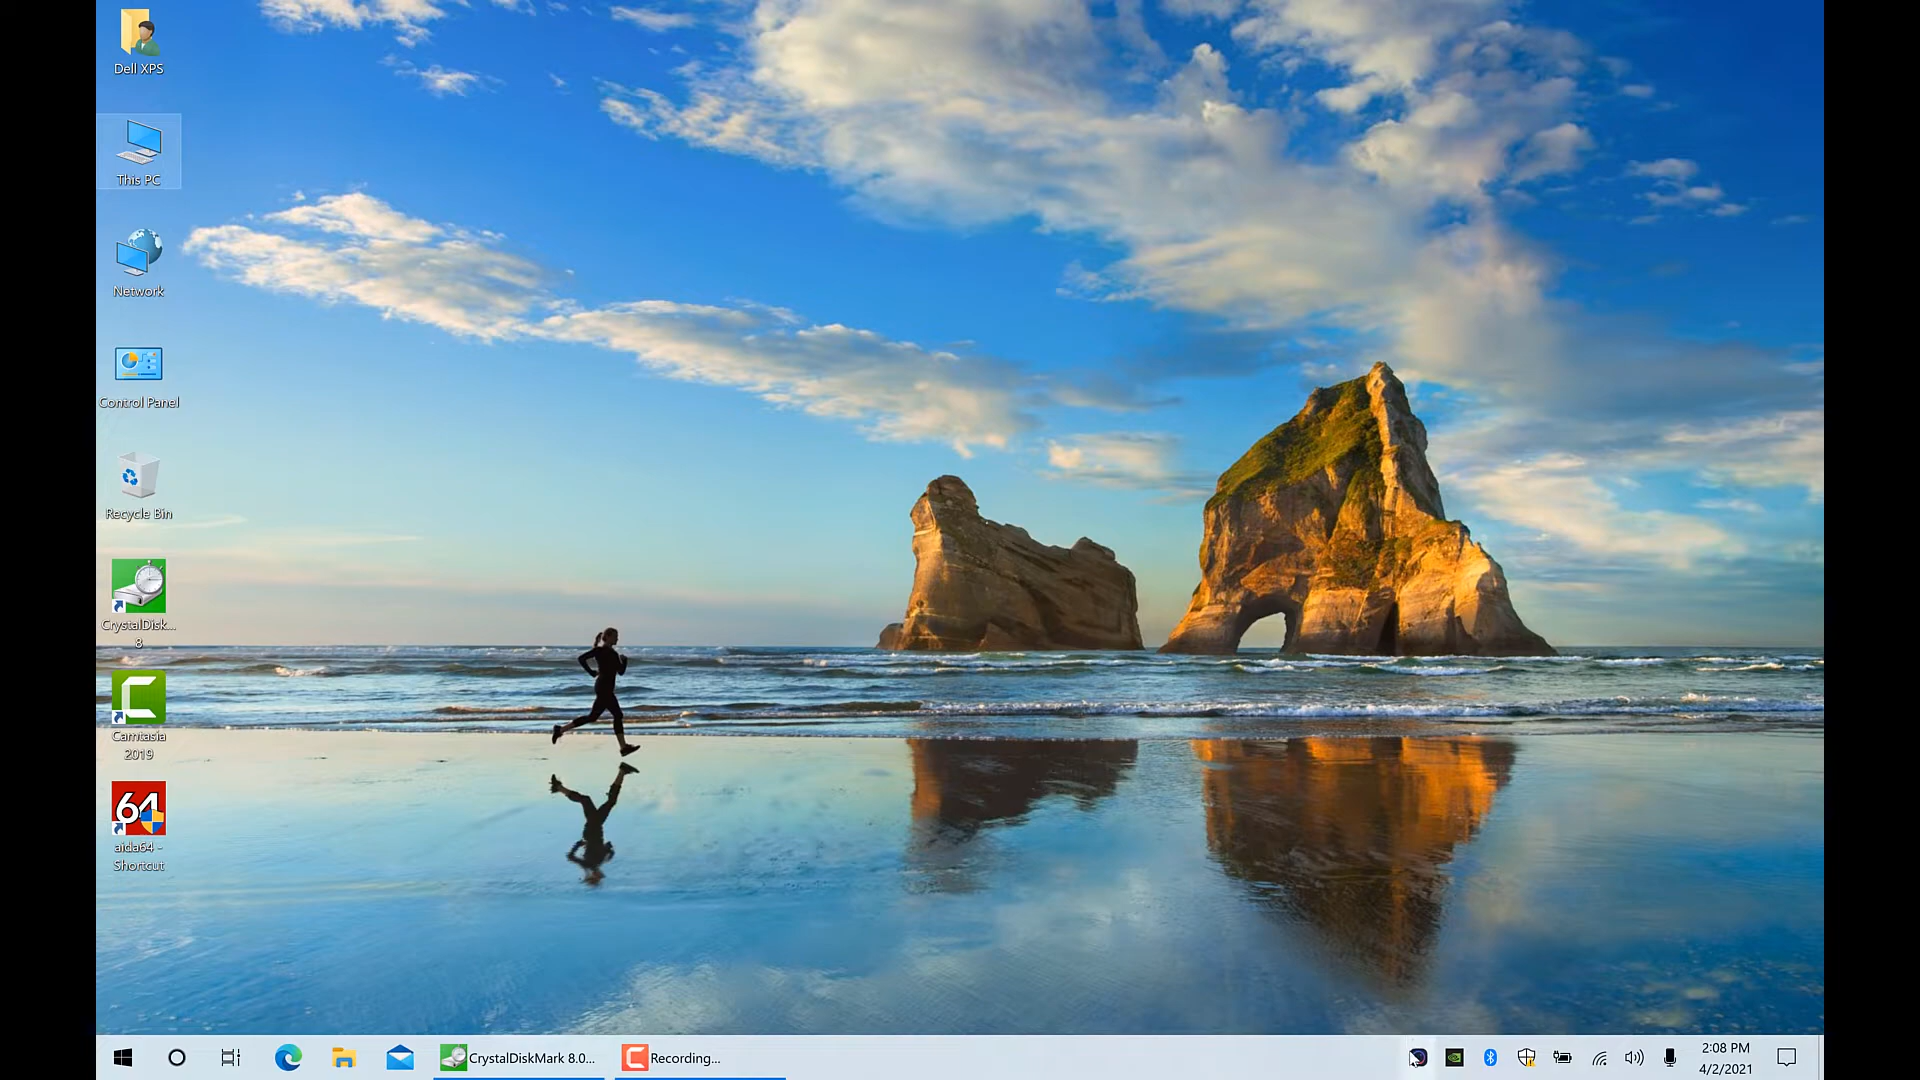 Dell XPS
This PC
Network
Control Panel
Recycle Bin
CrystalDisk...
8
Camtasia
2019
64
aida64 -
Shortcut
CrystalDiskMark 8.0...
Recording...
2:08 PM
4/2/2021